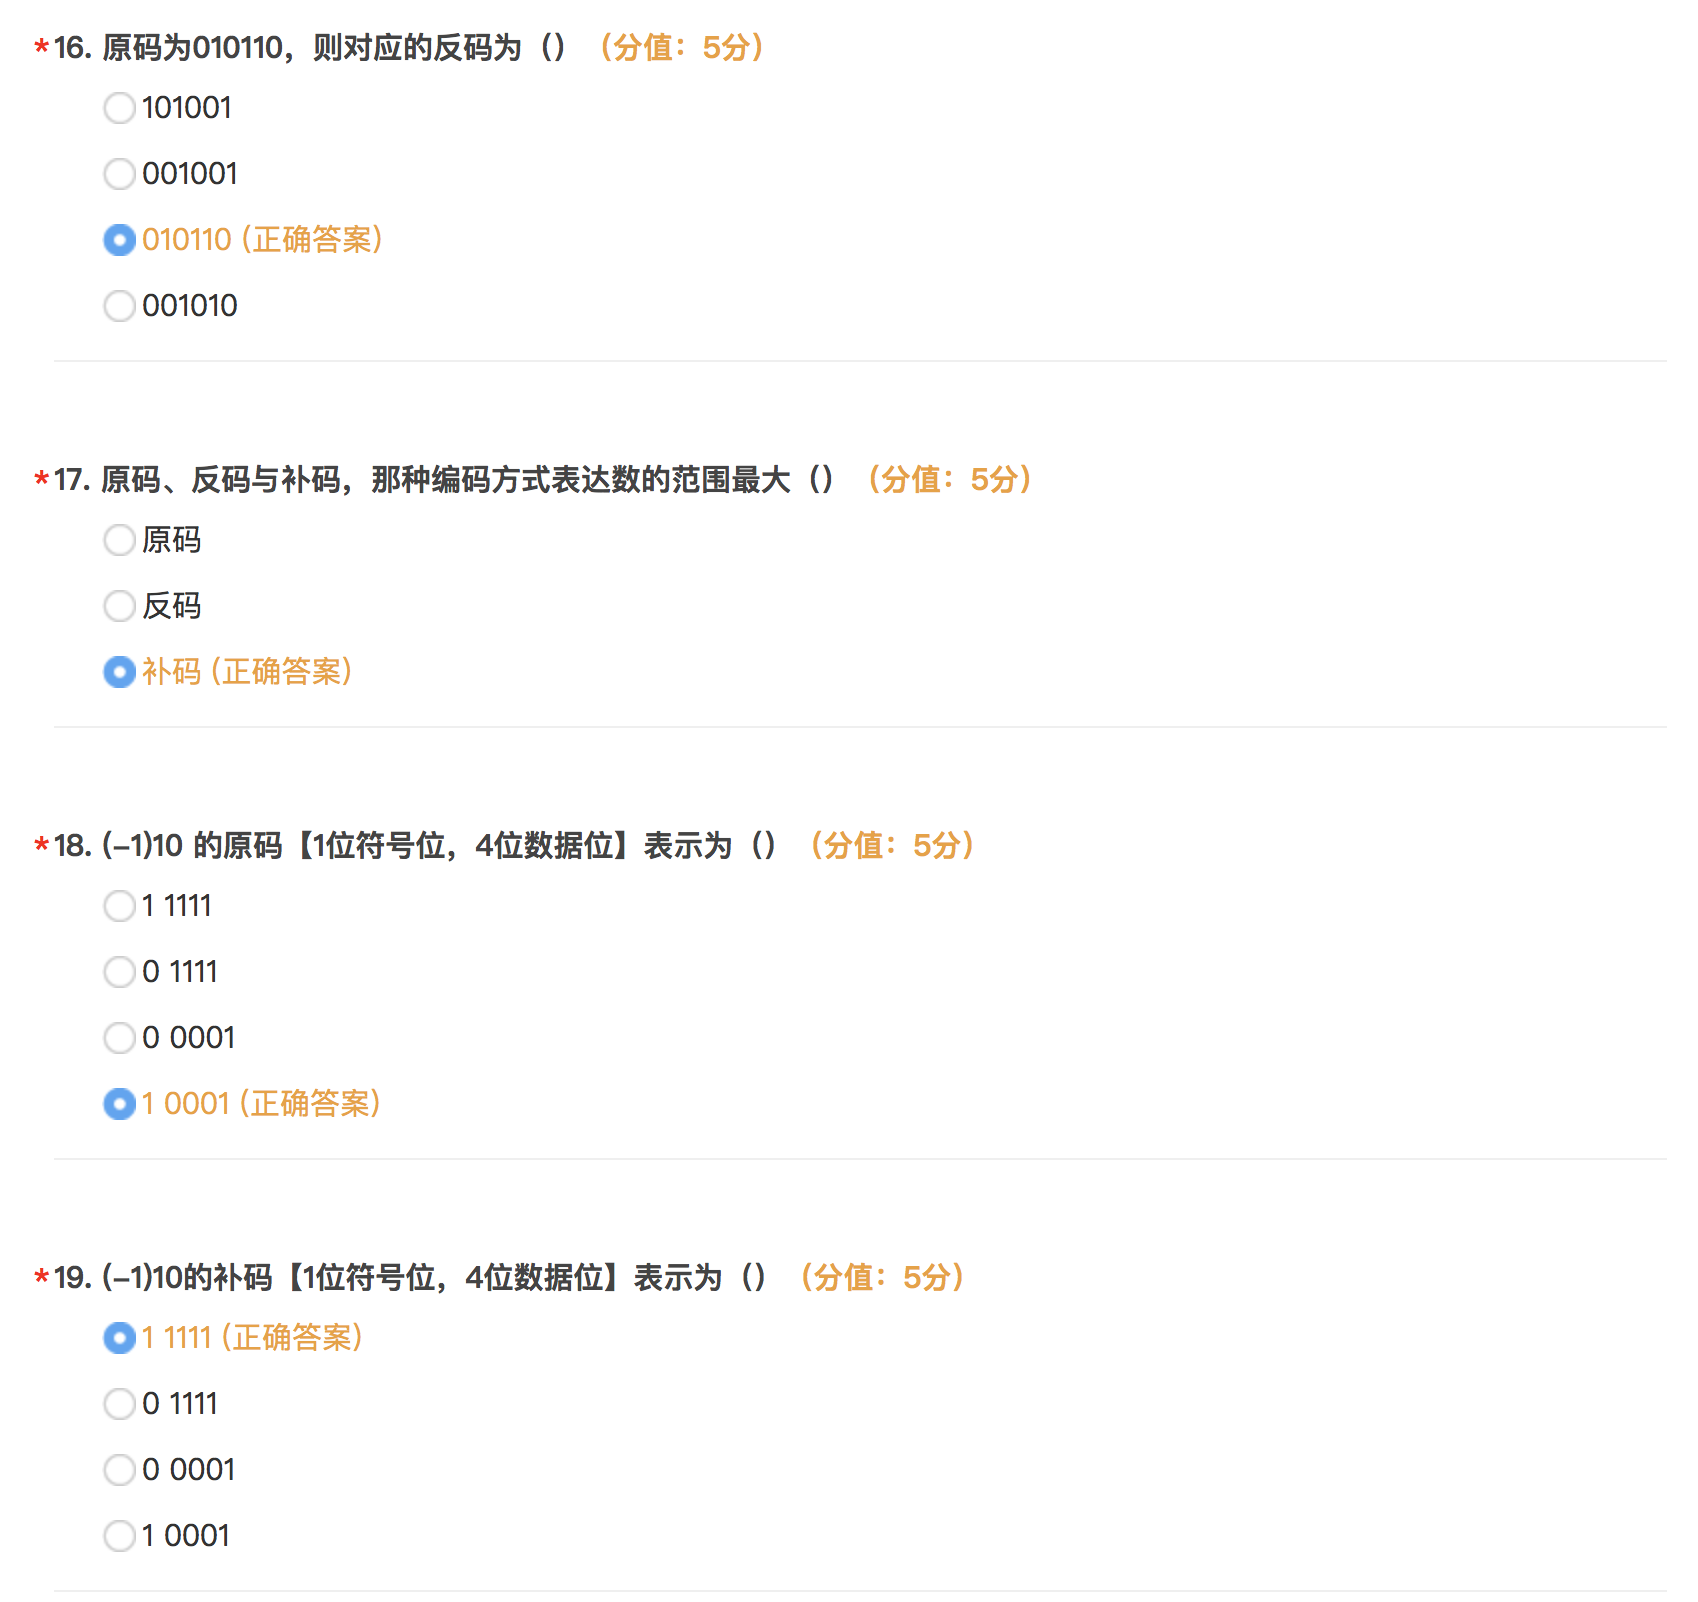 *16. 原码为010110，则对应的反码为（）（分值：5分）
101001
001001
010110 (正确答案)
001010
*17. 原码、反码与补码，那种编码方式表达数的范围最大（）（分值：5分）
原码
反码
补码 (正确答案)
*18. (–1)10 的原码【1位符号位，4位数据位】表示为（）（分值：5分）
1 1111
0 1111
0 0001
1 0001 (正确答案)
*19. (–1)10的补码【1位符号位，4位数据位】表示为（）（分值：5分）
1 1111 (正确答案)
0 1111
0 0001
1 0001